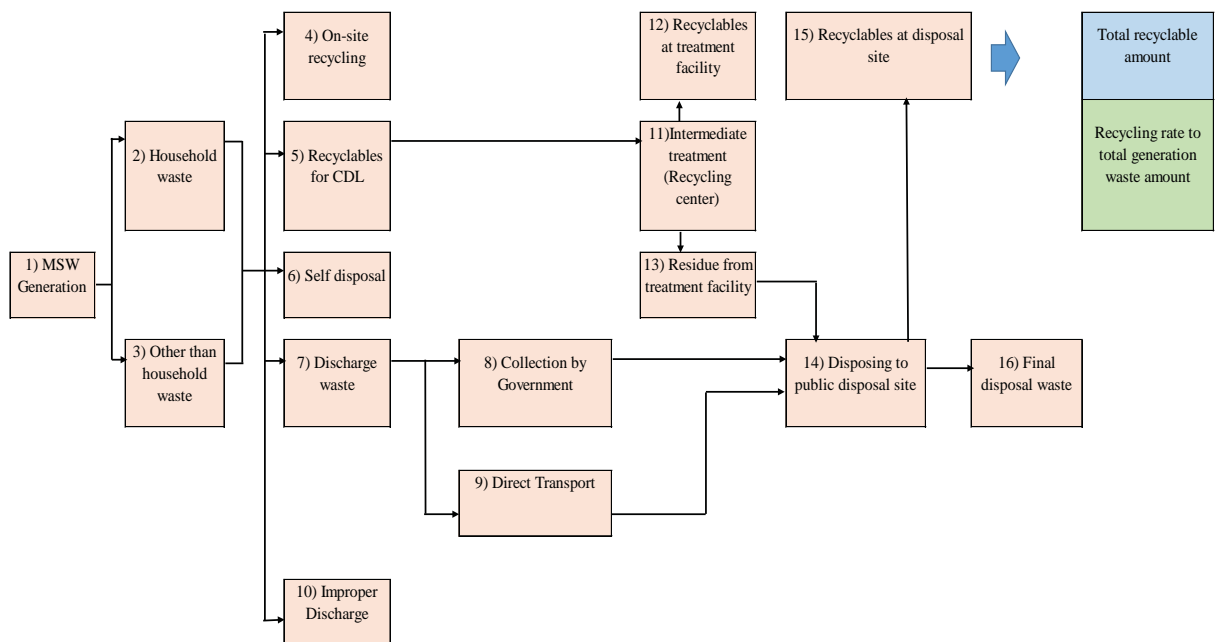 1) MSW
Generation
2) Household
waste
3) Other than
household
waste
4) On-site
recycling
5) Recyclables
for CDL
6) Self disposal
7) Discharge
waste
8) Collection by
Government
9) Direct Transport
10) Improper
Discharge
11)Intermediate
treatment
(Recycling
center)
12) Recyclables
at treatment
facility
13) Residue from
treatment facility
14) Disposing to
public disposal site
15) Recyclables at disposal
site
16) Final
disposal waste
Total recyclable
amount
Recycling rate to
total generation
waste amount